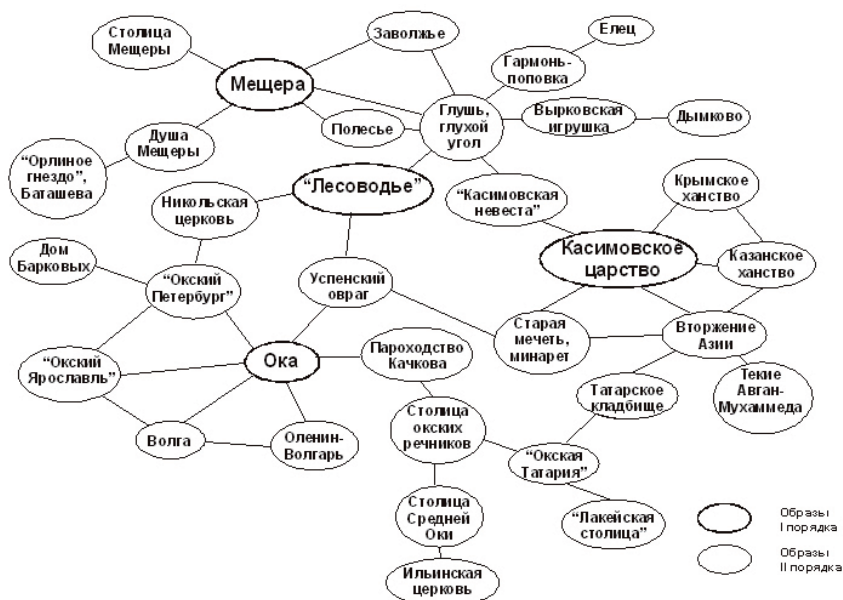 Столица
Мещеры
Заволжье
Елец
Гармонь-
поповка
Мещера
Глушь,
глухой
угол
Вырковская
игрушка
Дымково
Полесье
Душа
Мещеры
“Орлиное
гнездо”,
Баташева
“Лесоводье”
Никольская
церковь
“Касимовская
невеста”
Крымское
ханство
Касимовское
царство
Казанское
ханство
Дом
Барковых
“Окский
Петербург”
Успенский
овраг
Старая
мечеть,
минарет
Вторжение
Азии
“Окский
Ярославль”
Ока
Пароходство
Качкова
Текие
Авган-
Мухаммеда
Татарское
кладбище
Столица
окских
речников
Волга
Оленин-
Волгарь
“Окская
Татария”
Столица
Средней
Оки
“Лакейская
столица”
Ильинская
церковь
Образы
I порядка
Образы
II порядка